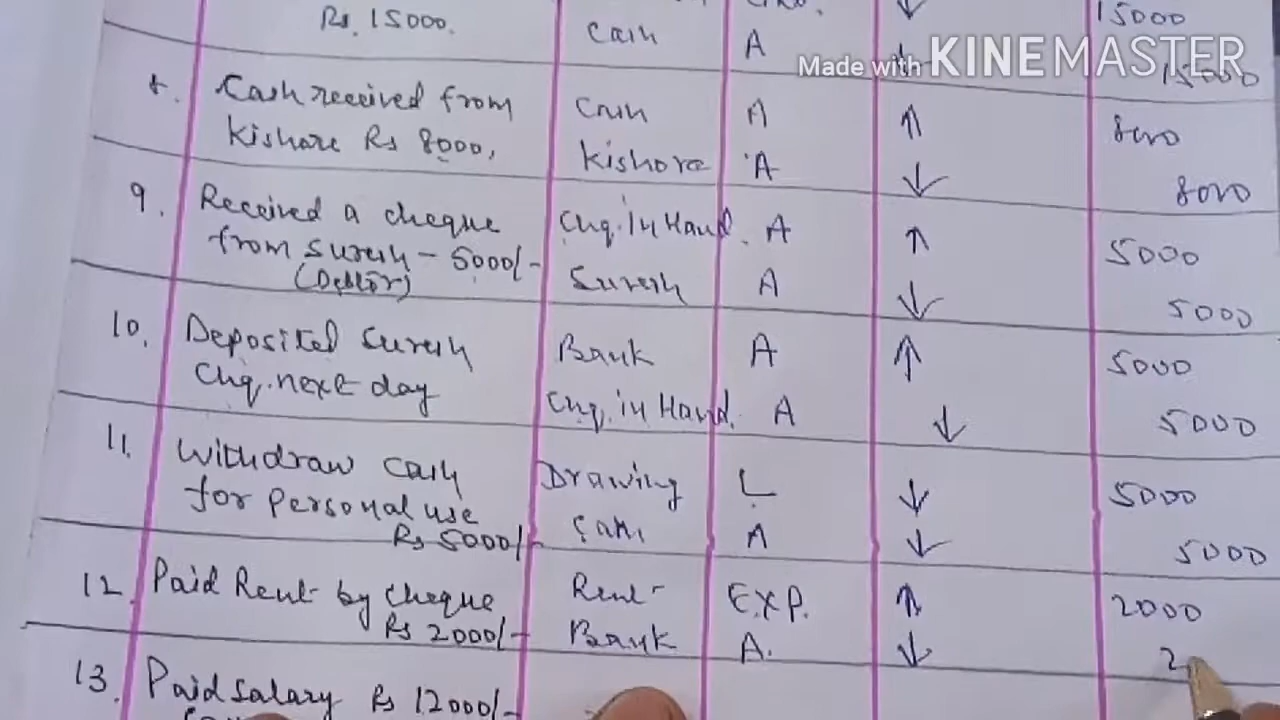 15000
Rs. 15000. Cash A ↓ 15000
Made with KINEMASTER
8. Cash received from Cash A ↑ 8000
Kishore Rs 8000, Kishore A ↓ 8000
9. Received a cheque Chq. in Hand. A ↑ 5000
from Suresh - 5000/- Suresh A ↓ 5000
(Debtor)
10. Deposited Suresh Bank A ↑ 5000
Chq. next day Chq. in Hand. A ↓ 5000
11. Withdraw cash Drawing L ↓ 5000
for Personal use Cash A ↓ 5000
Rs 5000/-
12. Paid Rent by cheque Rent EXP. ↑ 2000
Rs 2000/- Bank A. ↓ 2
13. Paid salary Rs 12000/-